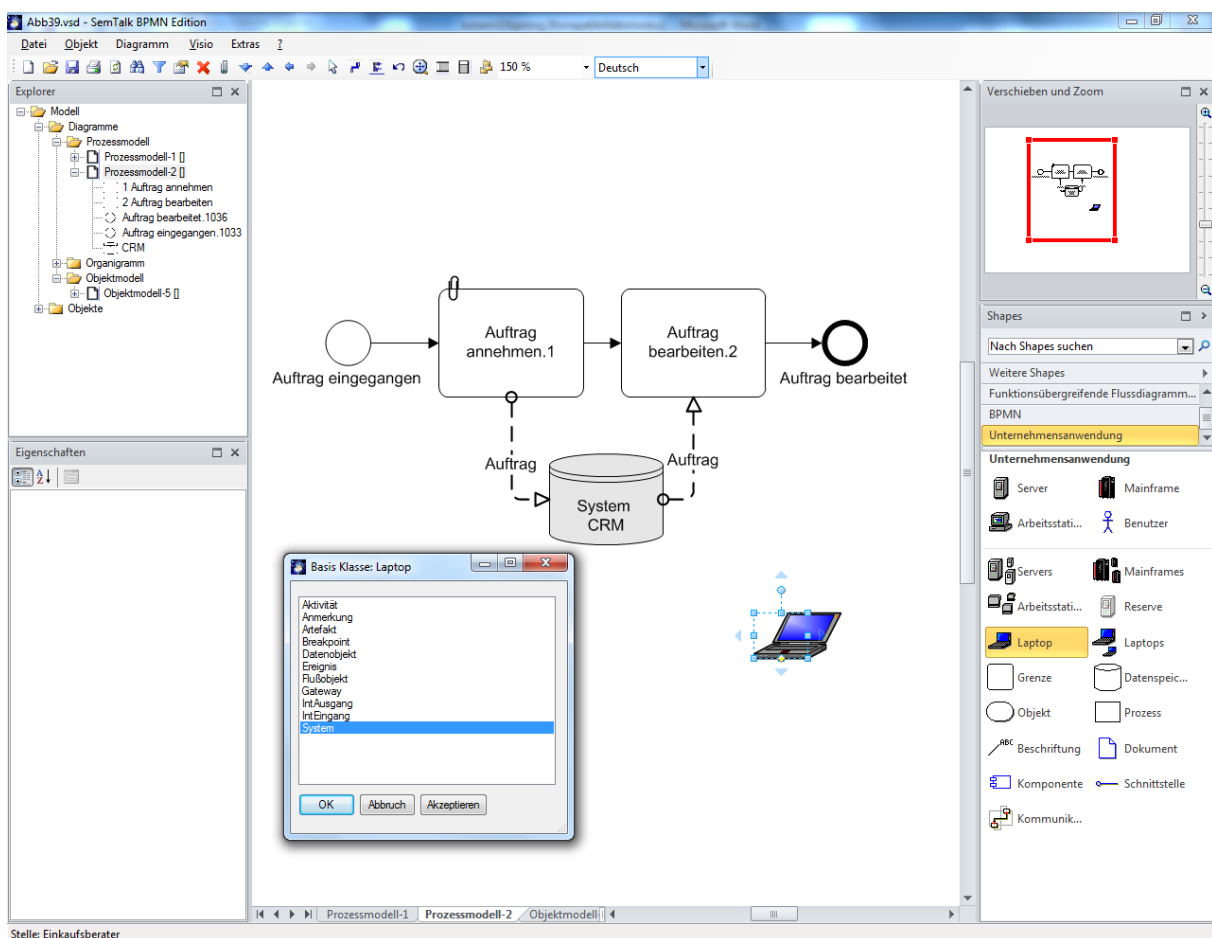 Abb39.vsd - SemTalk BPMN Edition
Datei Objekt Diagramm Visio Extras ?
150 % Deutsch
Explorer
Modell
Diagramme
Prozessmodell
Prozessmodell-1 []
Prozessmodell-2 []
1 Auftrag annehmen
2 Auftrag bearbeiten
Auftrag bearbeitet.1036
Auftrag eingegangen.1033
CRM
Organigramm
Objektmodell
Objektmodell-5 []
Objekte
Eigenschaften
Auftrag
annehmen.1
Auftrag
bearbeiten.2
Auftrag eingegangen
Auftrag bearbeitet
Auftrag
Auftrag
System
CRM
Basis Klasse: Laptop
Aktivität
Anmerkung
Artefakt
Breakpoint
Datenobjekt
Ereignis
Flußobjekt
Gateway
IntAusgang
IntEingang
System
OK Abbruch Akzeptieren
Prozessmodell-1 Prozessmodell-2 Objektmodell-
Stelle: Einkaufsberater
Verschieben und Zoom
Shapes
Nach Shapes suchen
Weitere Shapes
Funktionsübergreifende Flussdiagramm...
BPMN
Unternehmensanwendung
Unternehmensanwendung
Server Mainframe
Arbeitsstati... Benutzer
Servers Mainframes
Arbeitsstati... Reserve
Laptop Laptops
Grenze Datenspeic...
Objekt Prozess
ABC Beschriftung Dokument
Komponente Schnittstelle
Kommunik...